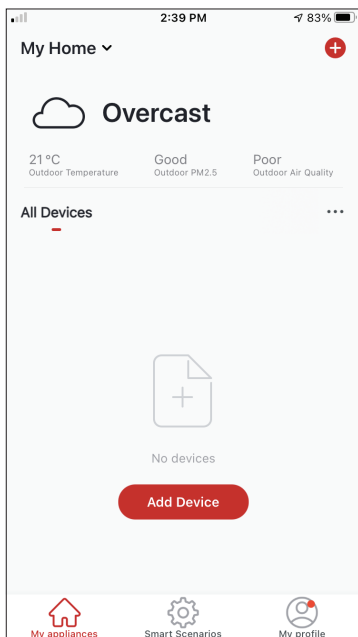 2:39 PM
83%
My Home
Overcast
21 °C Good Poor
Outdoor Temperature Outdoor PM2.5 Outdoor Air Quality
All Devices
No devices
Add Device
My appliances Smart Scenarios My profile